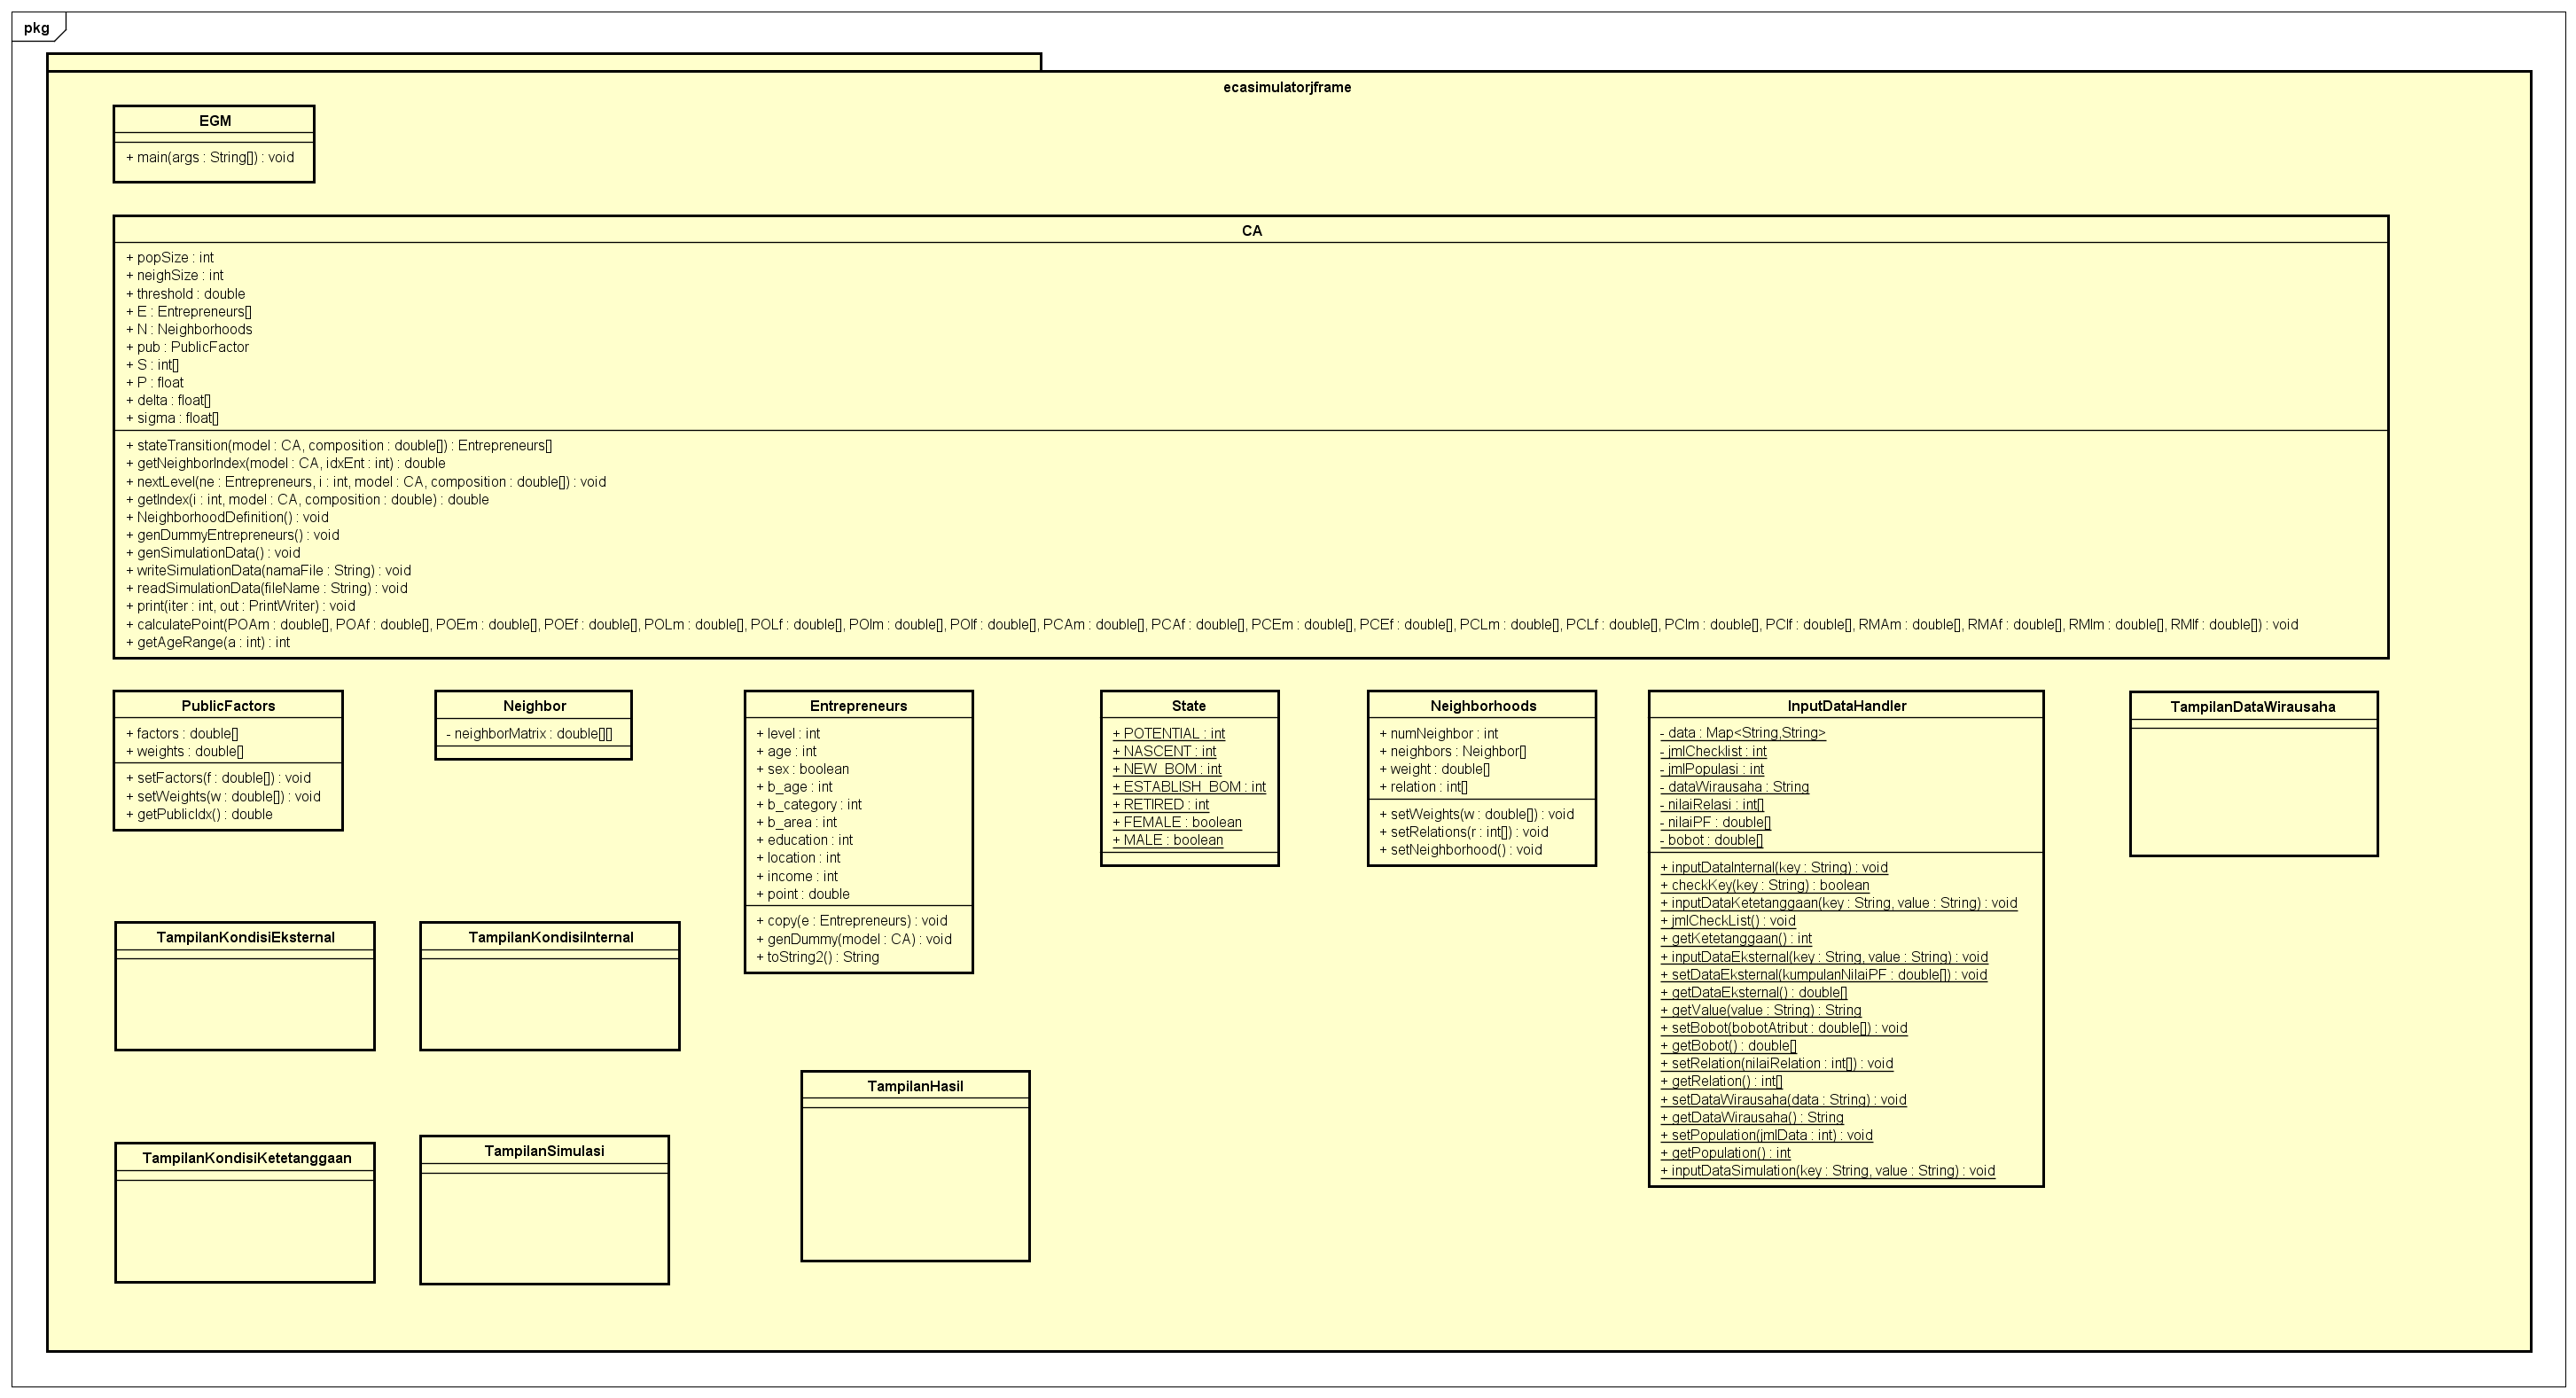 pkg
ecasimulatorjframe
EGM
+ main(args : String[]) : void
CA
+ popSize : int
+ neighSize : int
+ threshold : double
+ E : Entrepreneurs[]
+ N : Neighborhoods
+ pub : PublicFactor
+ S : int[]
+ P : float
+ delta : float[]
+ sigma : float[]
+ stateTransition(model : CA, composition : double[]) : Entrepreneurs[]
+ getNeighborIndex(model : CA, idxEnt : int) : double
+ nextLevel(ne : Entrepreneurs, i : int, model : CA, composition : double[]) : void
+ getIndex(i : int, model : CA, composition : double) : double
+ NeighborhoodDefinition() : void
+ genDummyEntrepreneurs() : void
+ genSimulationData() : void
+ writeSimulationData(namaFile : String) : void
+ readSimulationData(fileName : String) : void
+ print(iter : int, out : PrintWriter) : void
+ calculatePoint(POAm : double[], POAf : double[], POEm : double[], POEf : double[], POLm : double[], POLf : double[], POIm : double[], POIf : double[], PCAm : double[], PCAf : double[], PCEm : double[], PCEf : double[], PCLm : double[], PCLf : double[], PCIm : double[], PCIf : double[], RMAm : double[], RMAf : double[], RMIm : double[], RMIf : double[]) : void
+ getAgeRange(a : int) : int
PublicFactors
+ factors : double[]
+ weights : double[]
+ setFactors(f : double[]) : void
+ setWeights(w : double[]) : void
+ getPublicIdx() : double
Neighbor
- neighborMatrix : double[][]
Entrepreneurs
+ level : int
+ age : int
+ sex : boolean
+ b_age : int
+ b_category : int
+ b_area : int
+ education : int
+ location : int
+ income : int
+ point : double
+ copy(e : Entrepreneurs) : void
+ genDummy(model : CA) : void
+ toString2() : String
State
+ POTENTIAL : int
+ NASCENT : int
+ NEW_BOM : int
+ ESTABLISH_BOM : int
+ RETIRED : int
+ FEMALE : boolean
+ MALE : boolean
Neighborhoods
+ numNeighbor : int
+ neighbors : Neighbor[]
+ weight : double[]
+ relation : int[]
+ setWeights(w : double[]) : void
+ setRelations(r : int[]) : void
+ setNeighborhood() : void
InputDataHandler
- data : Map<String,String>
- jmlChecklist : int
- jmlPopulasi : int
- dataWirausaha : String
- nilaiRelasi : int[]
- nilaiPF : double[]
- bobot : double[]
+ inputDataInternal(key : String) : void
+ checkKey(key : String) : boolean
+ inputDataKetetanggaan(key : String, value : String) : void
+ jmlCheckList() : void
+ getKetetanggaan() : int
+ inputDataEksternal(key : String, value : String) : void
+ setDataEksternal(kumpulanNilaiPF : double[]) : void
+ getDataEksternal() : double[]
+ getValue(value : String) : String
+ setBobot(bobotAtribut : double[]) : void
+ getBobot() : double[]
+ setRelation(nilaiRelation : int[]) : void
+ getRelation() : int[]
+ setDataWirausaha(data : String) : void
+ getDataWirausaha() : String
+ setPopulation(jmlData : int) : void
+ getPopulation() : int
+ inputDataSimulation(key : String, value : String) : void
TampilanDataWirausaha
TampilanKondisiEksternal
TampilanKondisiInternal
TampilanHasil
TampilanKondisiKetetanggaan
TampilanSimulasi